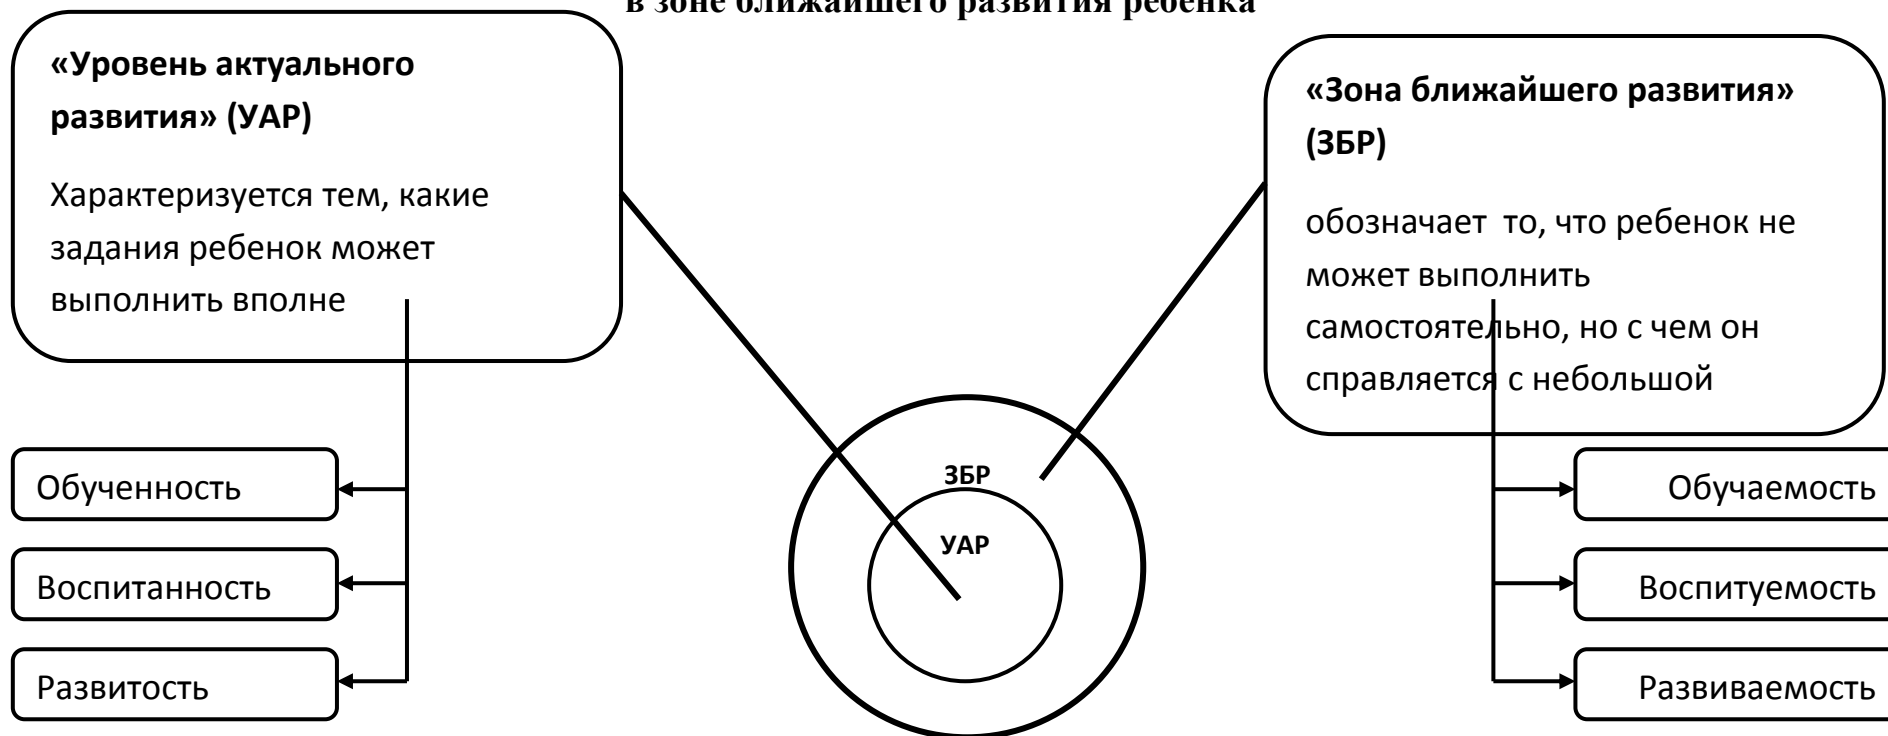 в зоне ближайшего развития ребенка
«Уровень актуального
развития» (УАР)
Характеризуется тем, какие
задания ребенок может
выполнить вполне
«Зона ближайшего развития»
(ЗБР)
обозначает  то, что ребенок не
может выполнить
самостоятельно, но с чем он
справляется с небольшой
ЗБР
УАР
Обученность
Воспитанность
Развитость
Обучаемость
Воспитуемость
Развиваемость